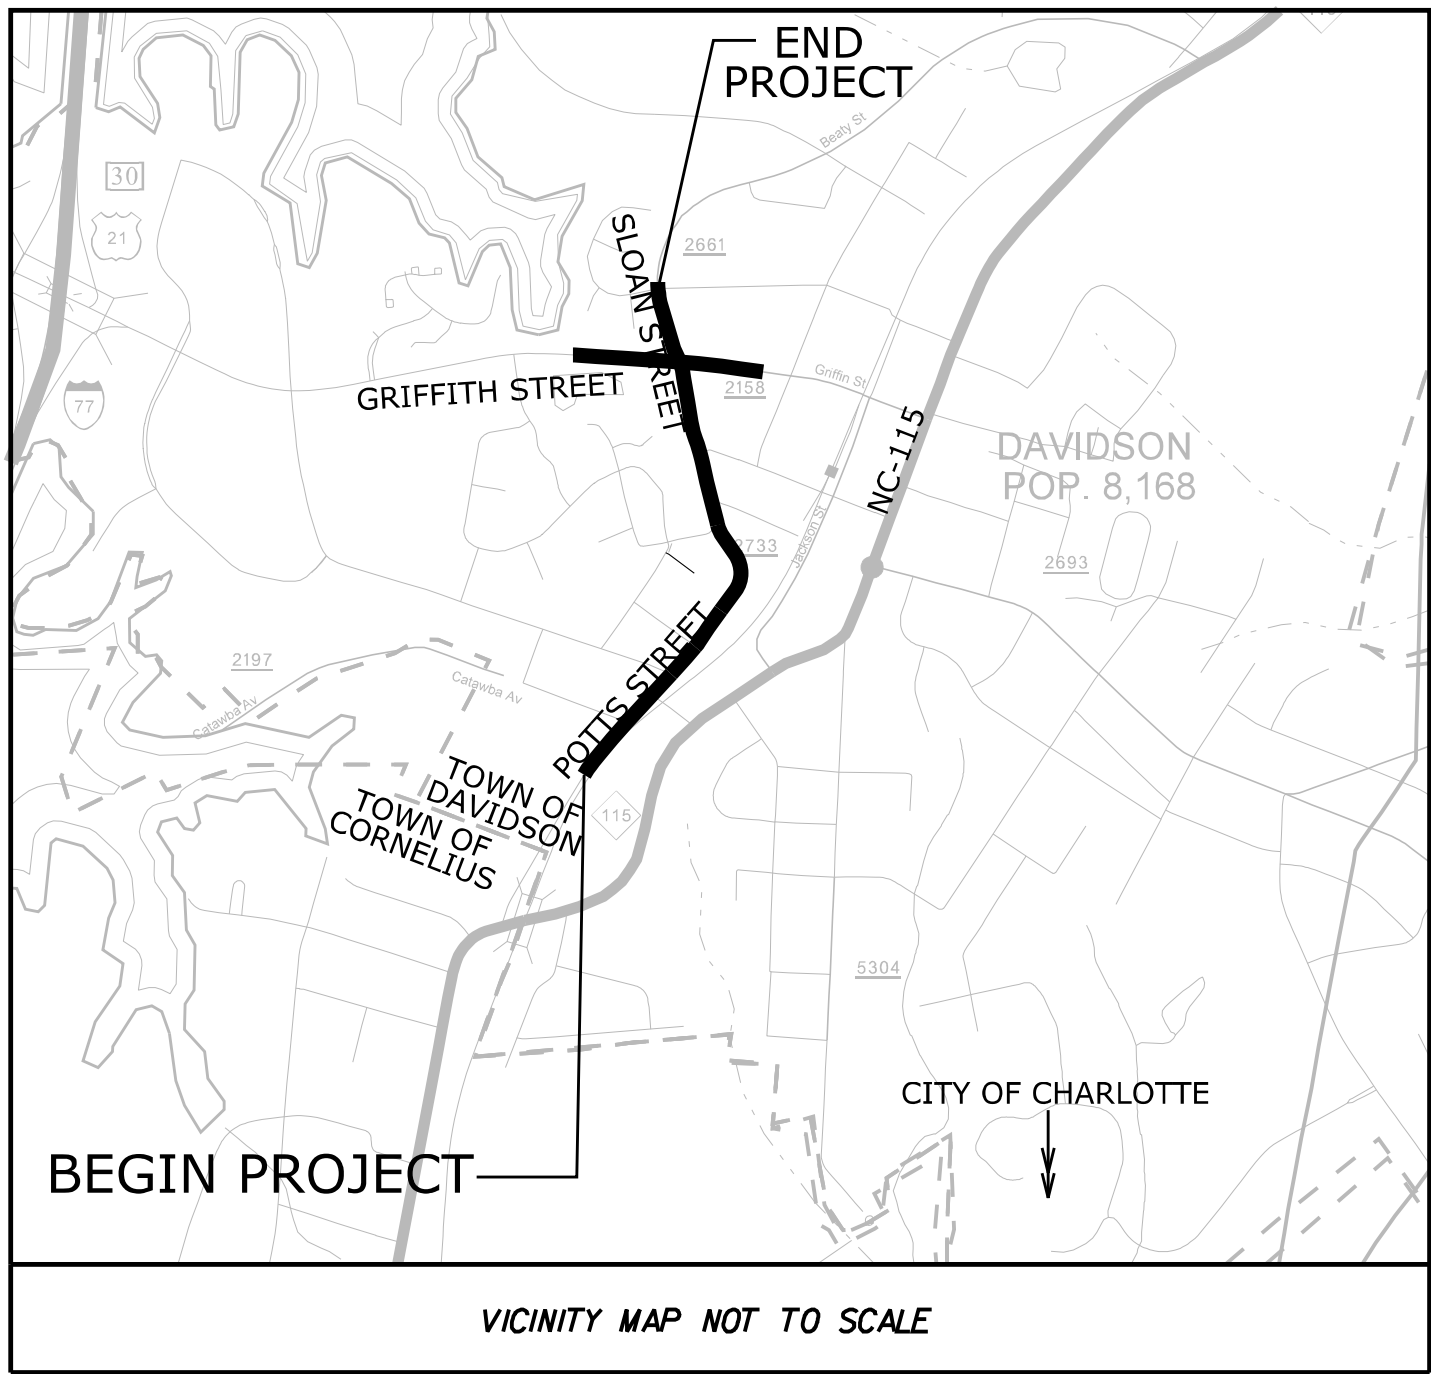 END
PROJECT
Beaty St
30
21
SLOAN STREET
2661
77
GRIFFITH STREET
2158
Griffin St
NC-115
DAVIDSON
POP. 8,168
2733
Jackson St
2693
POTTS STREET
2197
Catawba Av
Catawba Av
TOWN OF
DAVIDSON
TOWN OF
CORNELIUS
115
5304
CITY OF CHARLOTTE
BEGIN PROJECT
VICINITY MAP NOT TO SCALE